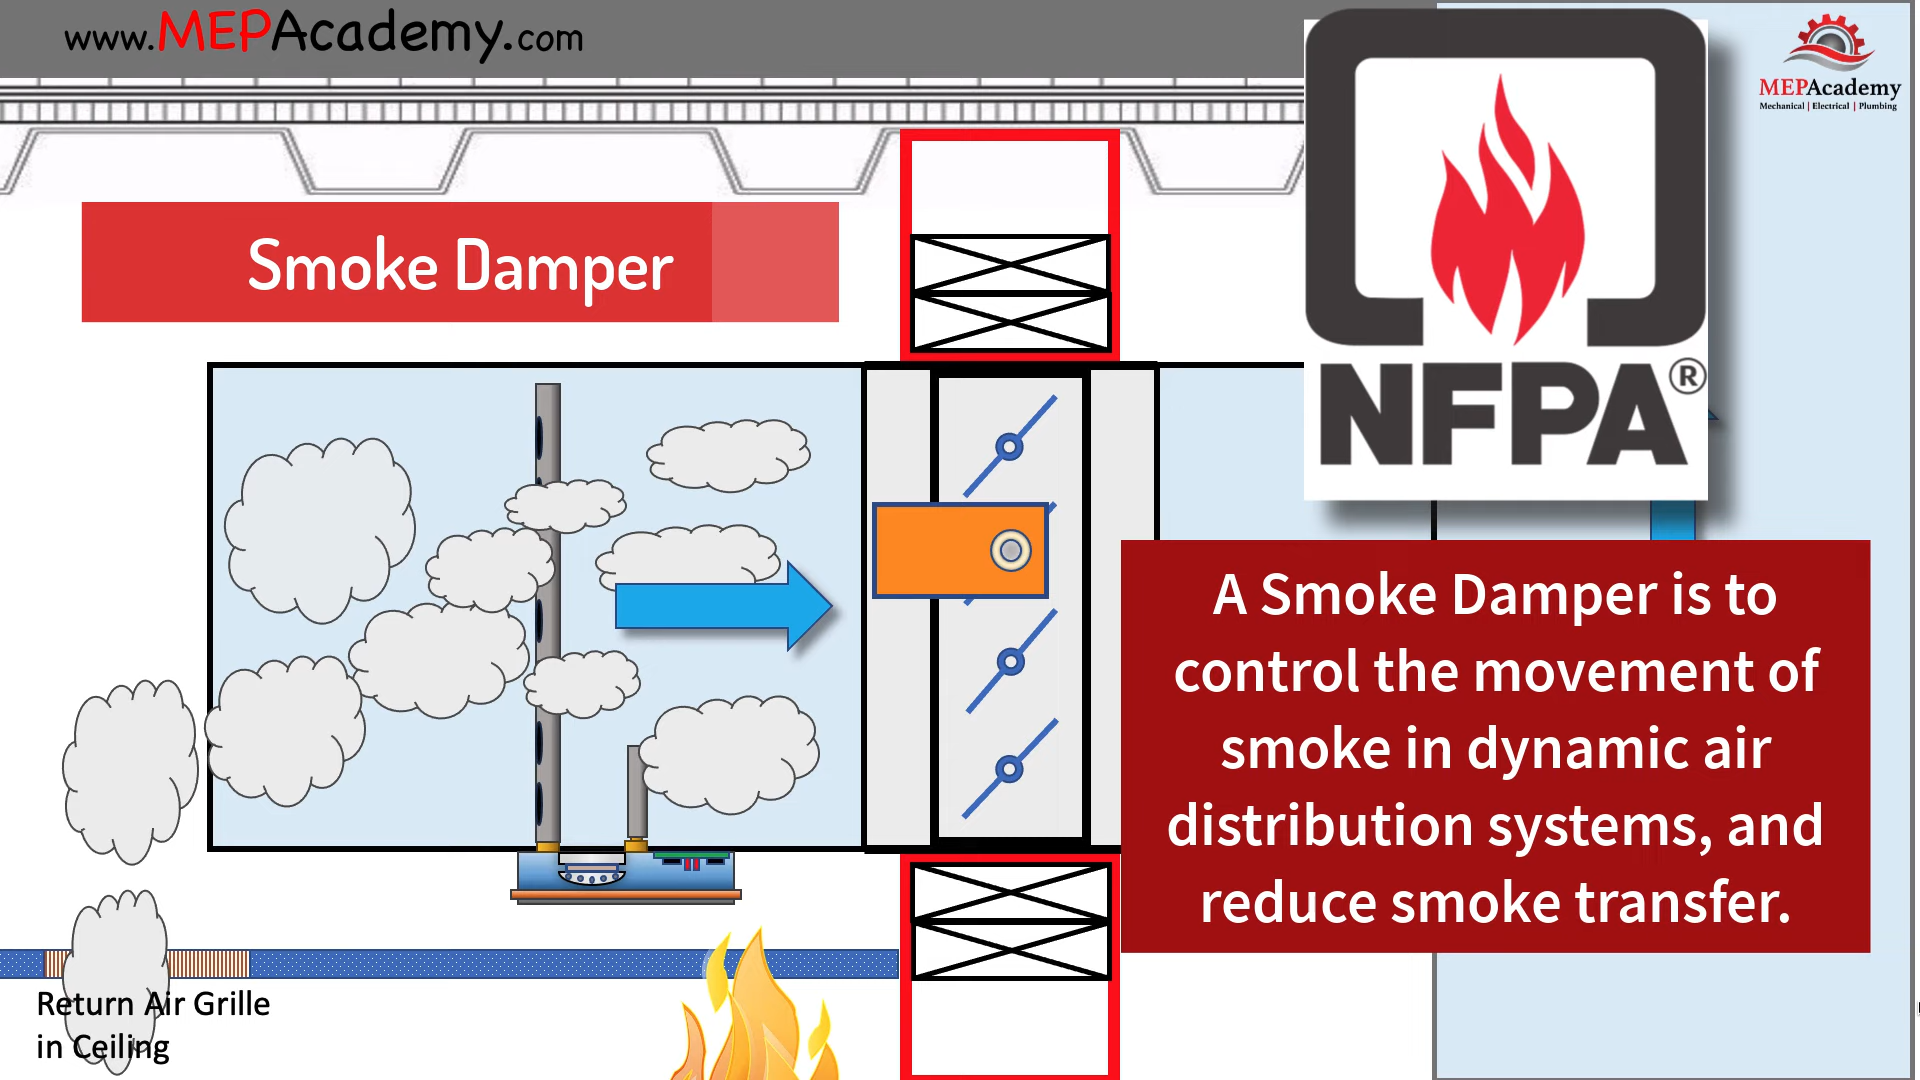 www.MEPAcademy.com
MEPAcademy
Mechanical | Electrical | Plumbing
Smoke Damper
NFPA®
A Smoke Damper is to
control the movement of
smoke in dynamic air
distribution systems, and
reduce smoke transfer.
Return Air Grille
in Ceiling